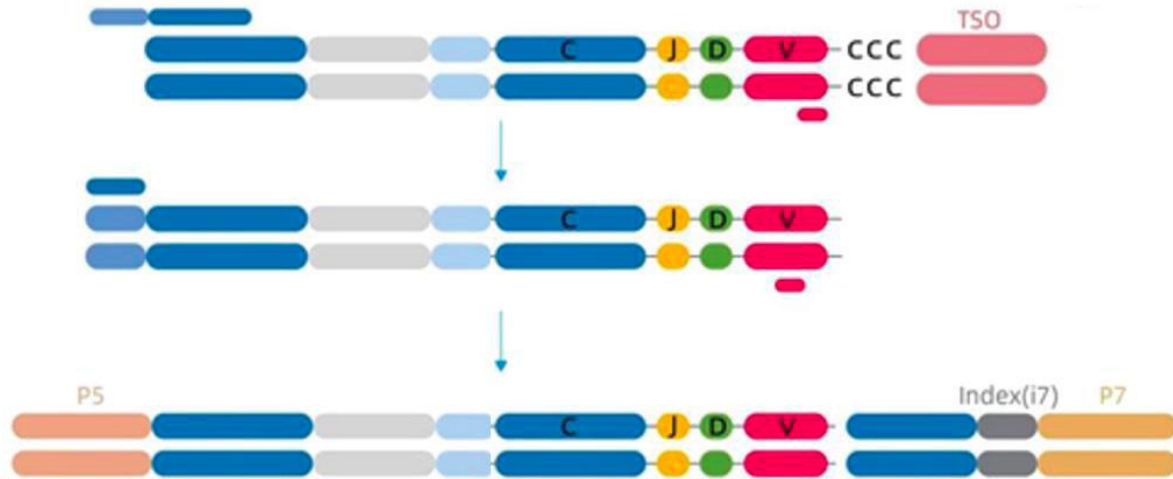 TSO
C J D V CCC
CCC
C J D V
P5 Index(i7) P7
C J D V